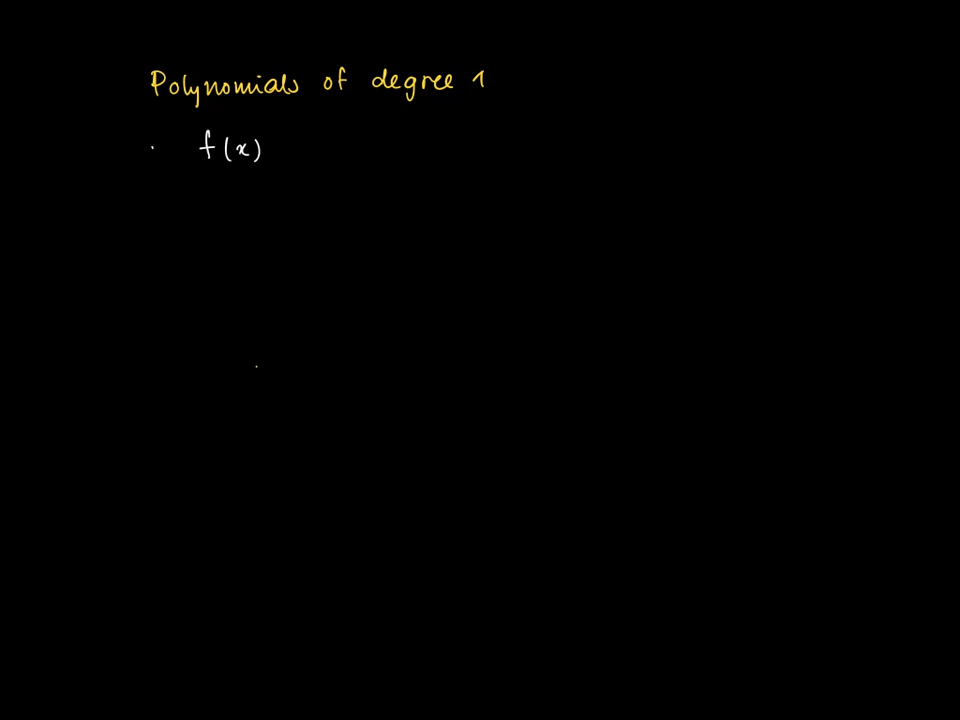 Polynomials of degree 1
· f(x)